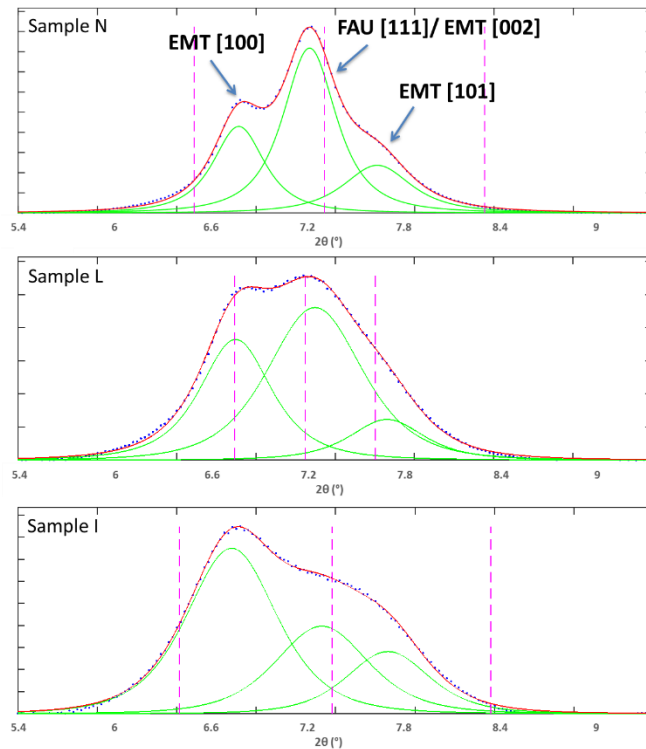 Sample N
EMT [100]
FAU [111]/ EMT [002]
EMT [101]
5.4 6 6.6 7.2 7.8 8.4 9
2θ (°)
Sample L
5.4 6 6.6 7.2 7.8 8.4 9
2θ (°)
Sample I
5.4 6 6.6 7.2 7.8 8.4 9
2θ (°)